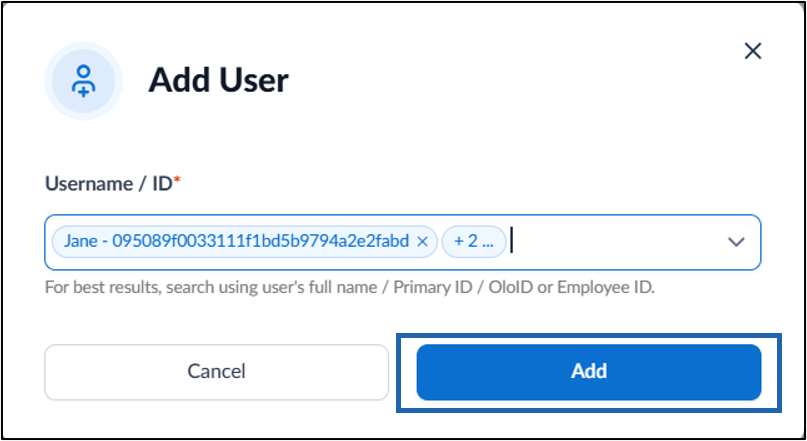 Add User
Username / ID*
Jane - 095089f0033111f1bd5b9794a2e2fabd × + 2 ...
For best results, search using user's full name / Primary ID / OloID or Employee ID.
Cancel Add